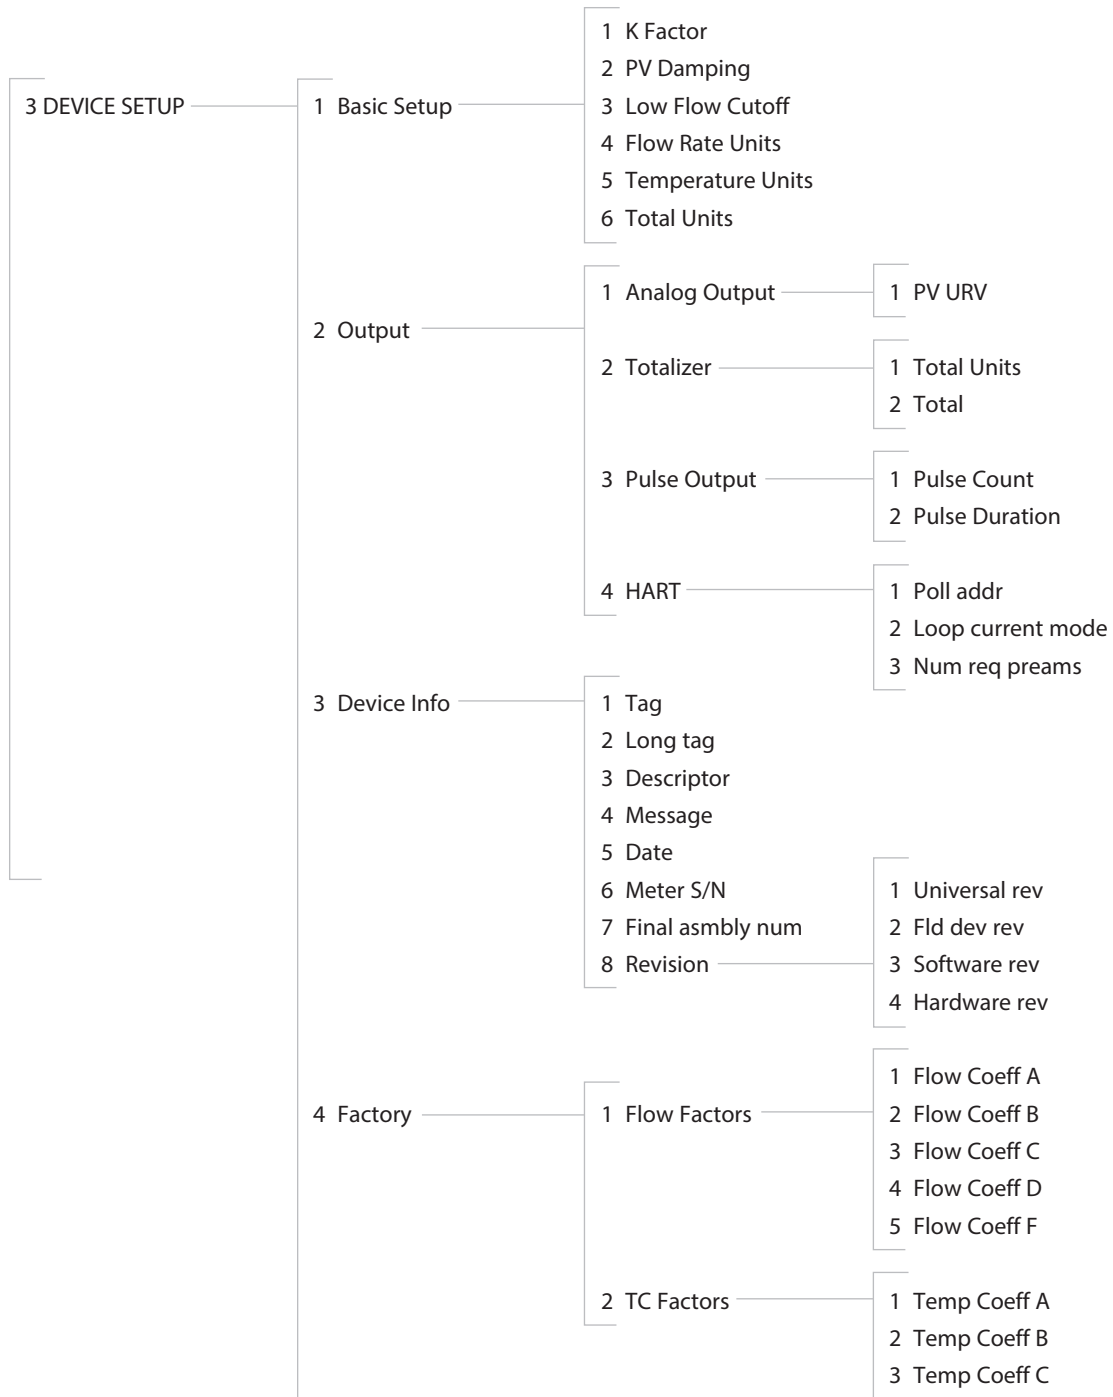 3 DEVICE SETUP
1 Basic Setup
1 K Factor
2 PV Damping
3 Low Flow Cutoff
4 Flow Rate Units
5 Temperature Units
6 Total Units
2 Output
1 Analog Output
1 PV URV
2 Totalizer
1 Total Units
2 Total
3 Pulse Output
1 Pulse Count
2 Pulse Duration
4 HART
1 Poll addr
2 Loop current mode
3 Num req preams
3 Device Info
1 Tag
2 Long tag
3 Descriptor
4 Message
5 Date
6 Meter S/N
7 Final asmbly num
8 Revision
1 Universal rev
2 Fld dev rev
3 Software rev
4 Hardware rev
4 Factory
1 Flow Factors
1 Flow Coeff A
2 Flow Coeff B
3 Flow Coeff C
4 Flow Coeff D
5 Flow Coeff F
2 TC Factors
1 Temp Coeff A
2 Temp Coeff B
3 Temp Coeff C